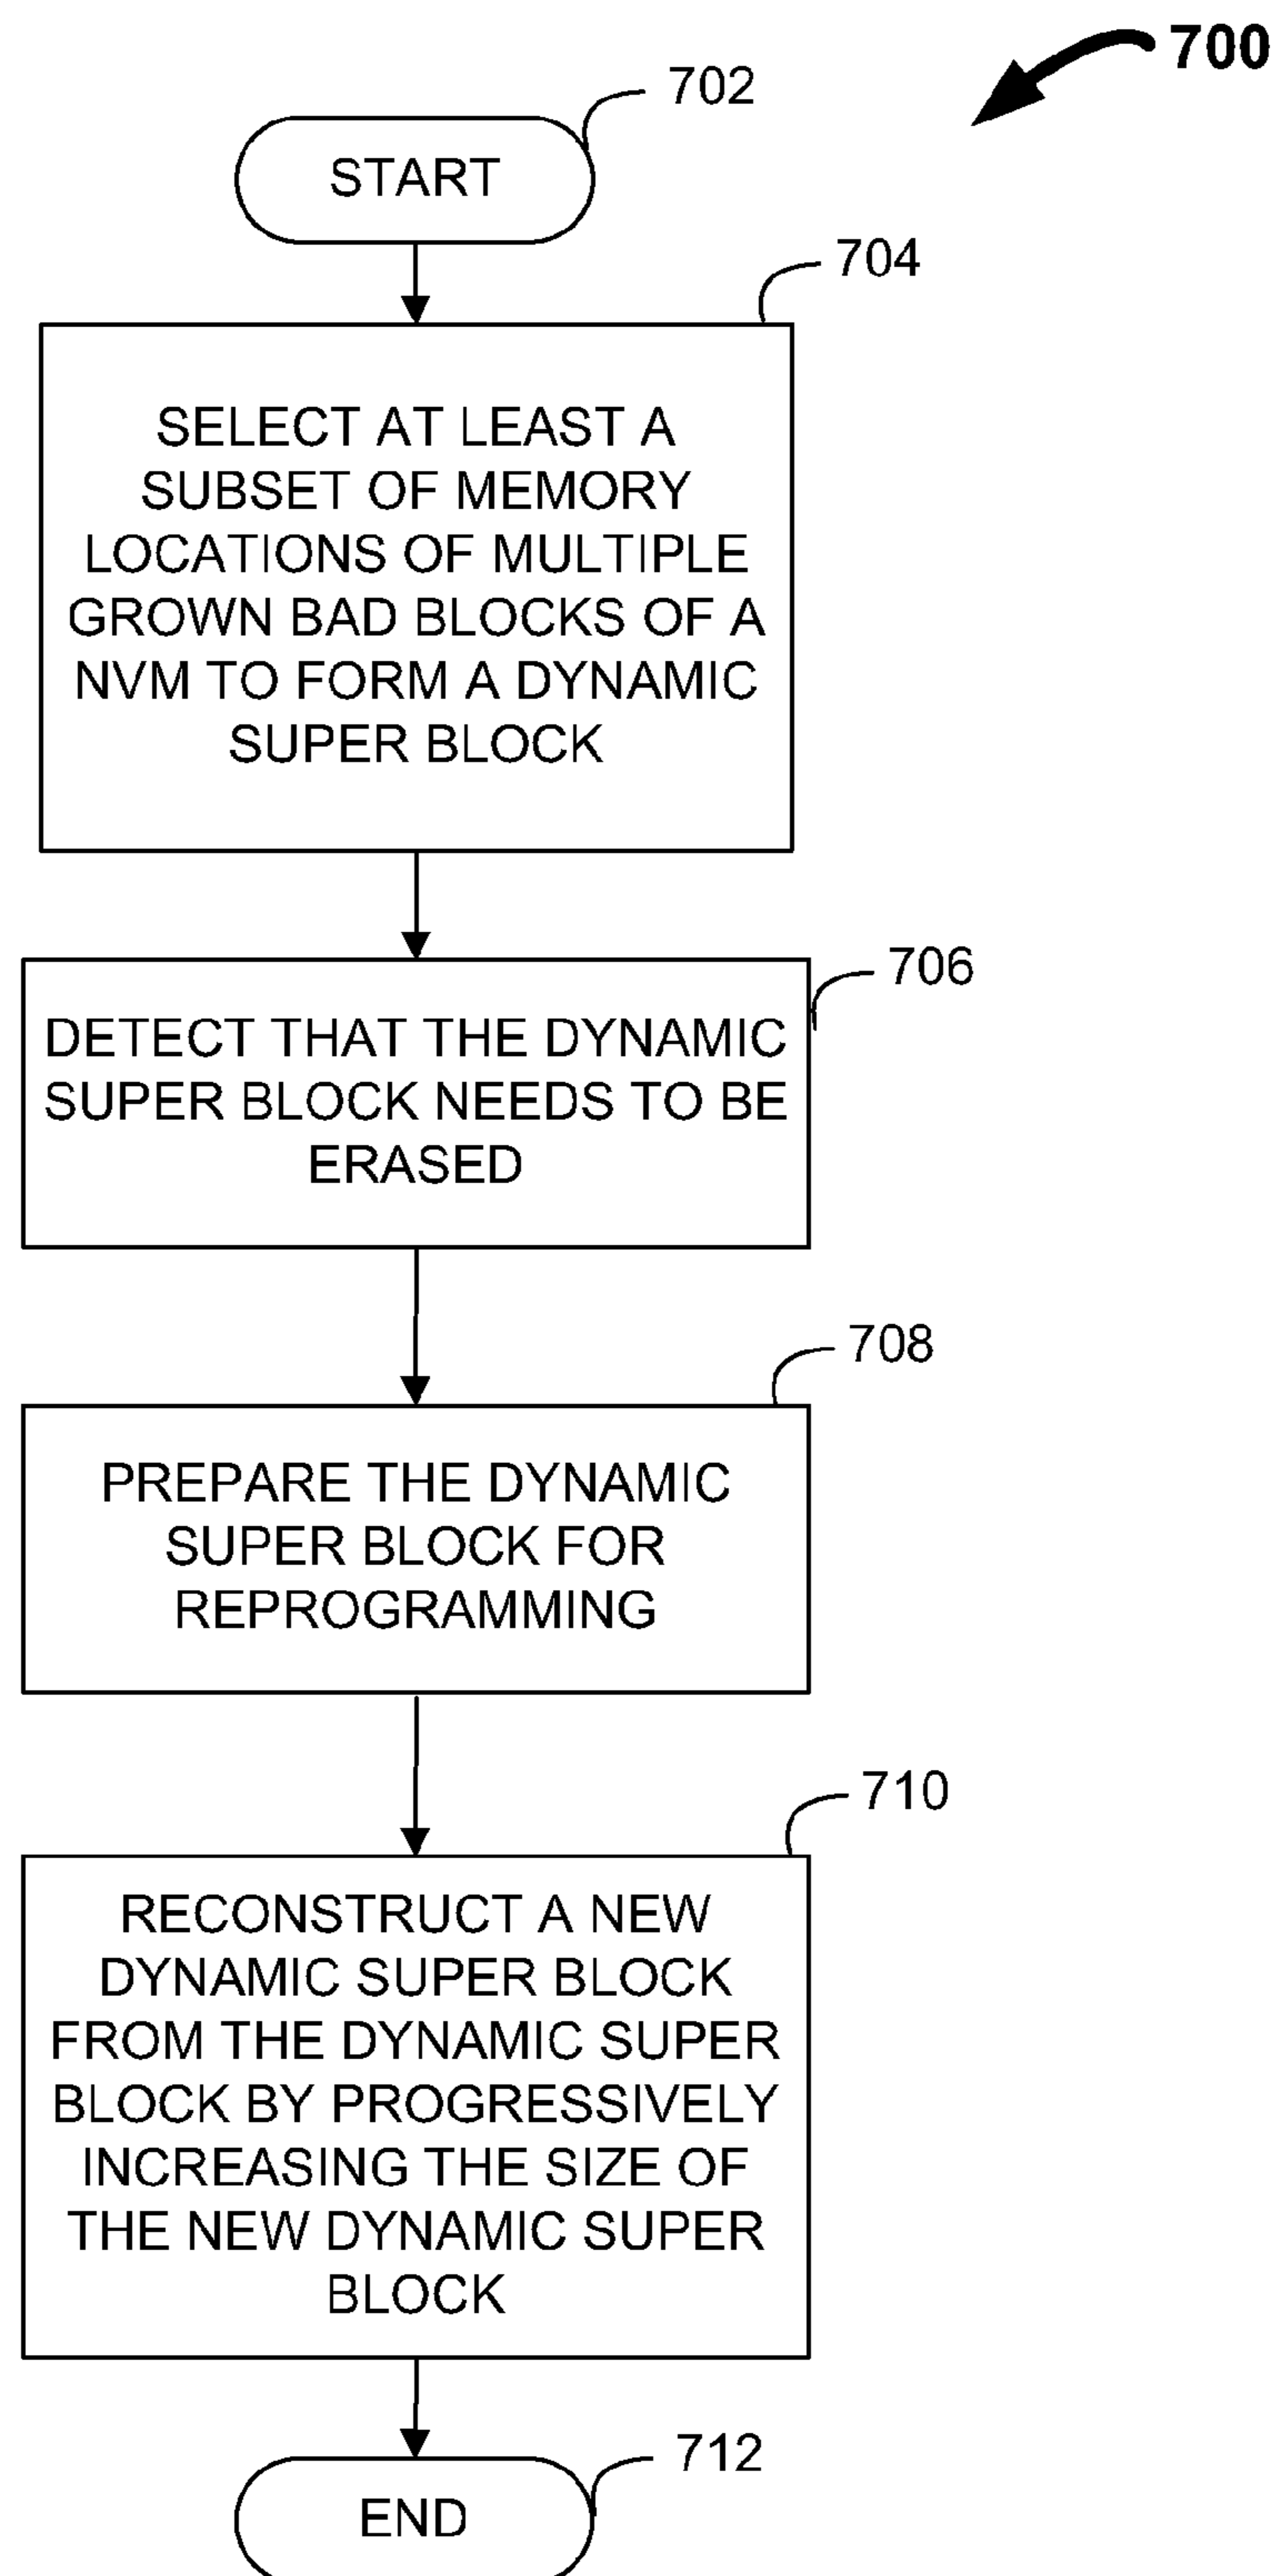 700
702
START
704
SELECT AT LEAST A
SUBSET OF MEMORY
LOCATIONS OF MULTIPLE
GROWN BAD BLOCKS OF A
NVM TO FORM A DYNAMIC
SUPER BLOCK
706
DETECT THAT THE DYNAMIC
SUPER BLOCK NEEDS TO BE
ERASED
708
PREPARE THE DYNAMIC
SUPER BLOCK FOR
REPROGRAMMING
710
RECONSTRUCT A NEW
DYNAMIC SUPER BLOCK
FROM THE DYNAMIC SUPER
BLOCK BY PROGRESSIVELY
INCREASING THE SIZE OF
THE NEW DYNAMIC SUPER
BLOCK
712
END